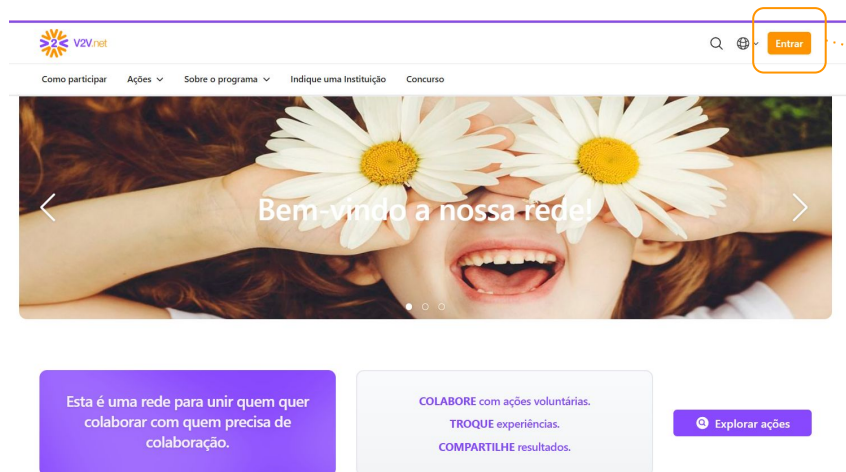 V2V.net
Entrar
Como participar Ações Sobre o programa Indique uma Instituição Concurso
Bem-vindo a nossa rede!
Esta é uma rede para unir quem quer
colaborar com quem precisa de
colaboração.
COLABORE com ações voluntárias.
TROQUE experiências.
COMPARTILHE resultados.
Explorar ações